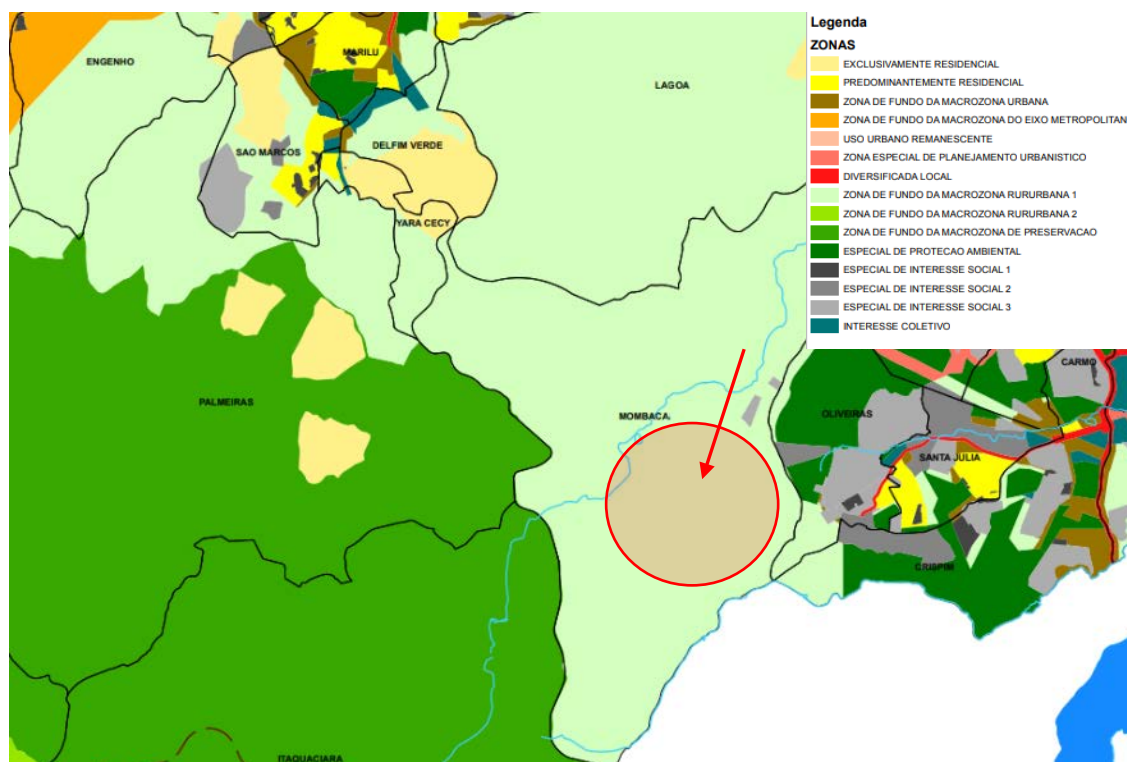 Legenda
ZONAS
EXCLUSIVAMENTE RESIDENCIAL
PREDOMINANTEMENTE RESIDENCIAL
ZONA DE FUNDO DA MACROZONA URBANA
ZONA DE FUNDO DA MACROZONA DO EIXO METROPOLITAN
USO URBANO REMANESCENTE
ZONA ESPECIAL DE PLANEJAMENTO URBANISTICO
DIVERSIFICADA LOCAL
ZONA DE FUNDO DA MACROZONA RURURBANA 1
ZONA DE FUNDO DA MACROZONA RURURBANA 2
ZONA DE FUNDO DA MACROZONA DE PRESERVACAO
ESPECIAL DE PROTECAO AMBIENTAL
ESPECIAL DE INTERESSE SOCIAL 1
ESPECIAL DE INTERESSE SOCIAL 2
ESPECIAL DE INTERESSE SOCIAL 3
INTERESSE COLETIVO
ENGENHO
MARILU
LAGOA
SAO MARCOS
DELFIM VERDE
YARA CECY
CARMO
PALMEIRAS
MOMBACA
OLIVEIRAS
SANTA JULIA
CRISPIM
ITAQUACIARA